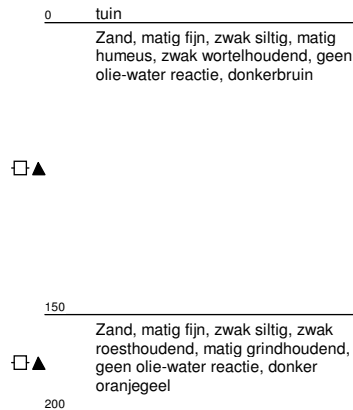 0 tuin
Zand, matig fijn, zwak siltig, matig
humeus, zwak wortelhoudend, geen
olie-water reactie, donkerbruin
150
Zand, matig fijn, zwak siltig, zwak
roesthoudend, matig grindhoudend,
geen olie-water reactie, donker
oranjegeel
200